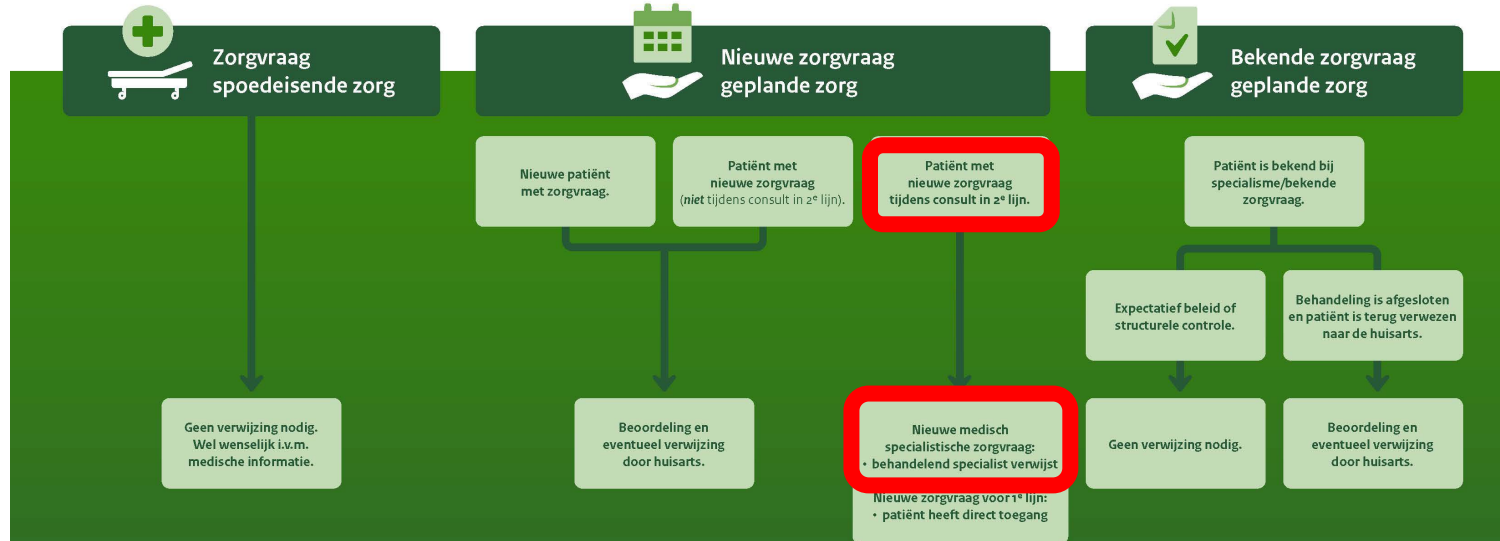 Zorgvraag
spoedeisende zorg
Geen verwijzing nodig.
Wel wenselijk i.v.m.
medische informatie.
Nieuwe zorgvraag
geplande zorg
Nieuwe patiënt
met zorgvraag.
Patiënt met
nieuwe zorgvraag
(niet tijdens consult in 2e lijn).
Beoordeling en
eventueel verwijzing
door huisarts.
Patiënt met
nieuwe zorgvraag
tijdens consult in 2e lijn.
Nieuwe medisch
specialistische zorgvraag:
• behandelend specialist verwijst
Nieuwe zorgvraag voor 1e lijn:
• patiënt heeft direct toegang
Bekende zorgvraag
geplande zorg
Patiënt is bekend bij
specialisme/bekende
zorgvraag.
Expectatief beleid of
structurele controle.
Geen verwijzing nodig.
Behandeling is afgesloten
en patiënt is terug verwezen
naar de huisarts.
Beoordeling en
eventueel verwijzing
door huisarts.